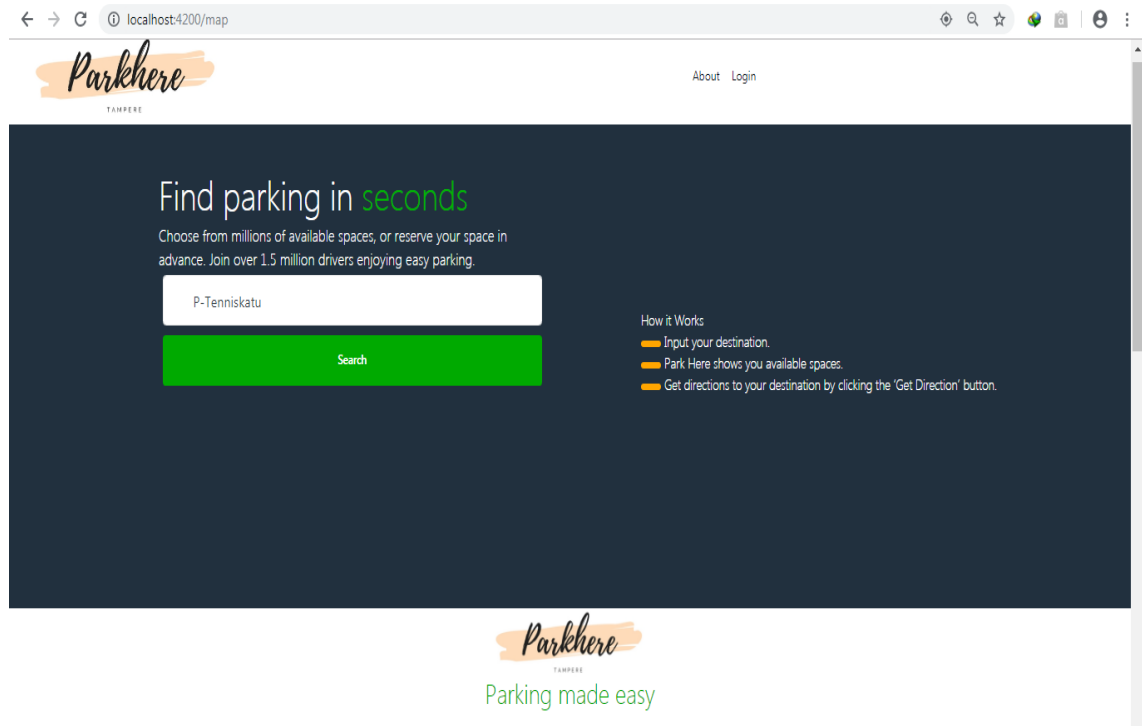 localhost:4200/map
Parkhere
TAMPERE
About Login
Find parking in seconds
Choose from millions of available spaces, or reserve your space in
advance. Join over 1.5 million drivers enjoying easy parking.
P-Tenniskatu
Search
How it Works
Input your destination.
Park Here shows you available spaces.
Get directions to your destination by clicking the ‘Get Direction’ button.
Parkhere
TAMPERE
Parking made easy